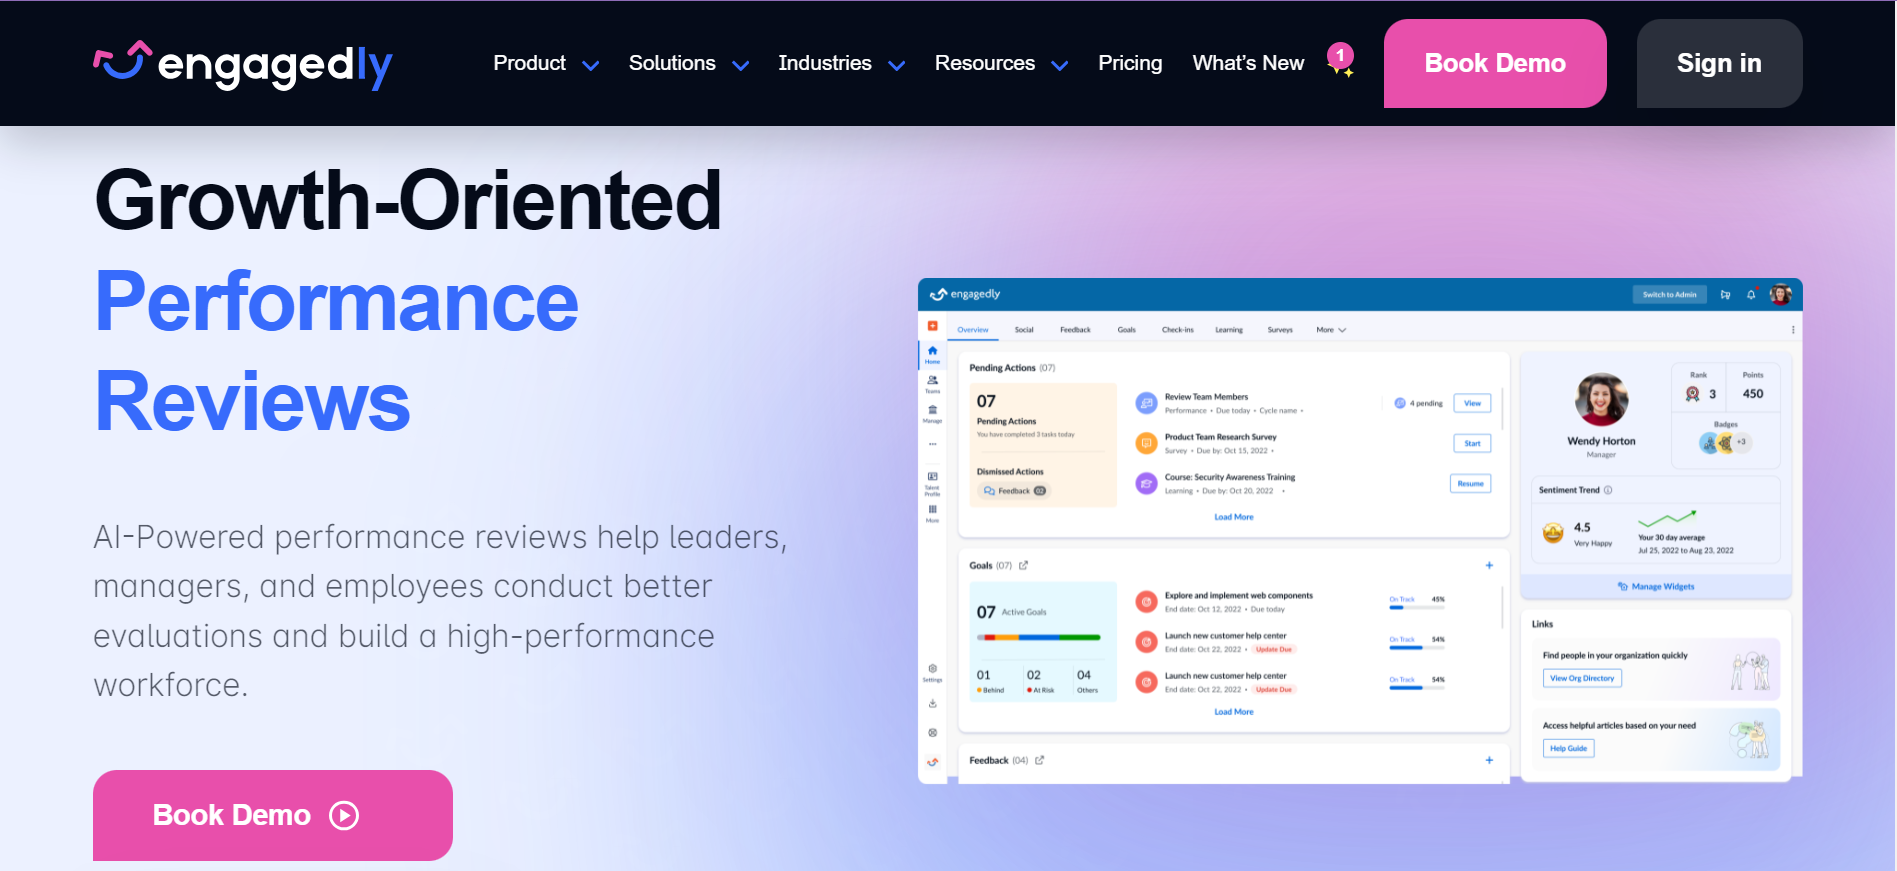 engagedly
Product
Solutions
Industries
Resources
Pricing
What's New
1
Book Demo
Sign in
Growth-Oriented
Performance
Reviews
AI-Powered performance reviews help leaders,
managers, and employees conduct better
evaluations and build a high-performance
workforce.
Book Demo
engagedly
Switch to Admin
Overview
Social
Feedback
Goals
Check-ins
Learning
Surveys
More
Home
Teams
Manage
Talent
Profile
More
Settings
Pending Actions (07)
07
Pending Actions
You have completed 3 tasks today
Dismissed Actions
Feedback 02
Review Team Members
Performance • Due today • Cycle name •
4 pending
View
Product Team Research Survey
Survey • Due by: Oct 15, 2022 •
Start
Course: Security Awareness Training
Learning • Due by: Oct 20, 2022 •
Resume
Load More
Goals (07)
07 Active Goals
01
Behind
02
At Risk
04
Others
Explore and implement web components
End date: Oct 12, 2022 • Due today
On Track 45%
Launch new customer help center
End date: Oct 22, 2022 • Update Due
On Track 54%
Launch new customer help center
End date: Oct 22, 2022 • Update Due
On Track 54%
Load More
Feedback (04)
Wendy Horton
Manager
Rank
3
Points
450
Badges
+3
Sentiment Trend
4.5
Very Happy
Your 30 day average
Jul 25, 2022 to Aug 23, 2022
Manage Widgets
Links
Find people in your organization quickly
View Org Directory
Access helpful articles based on your need
Help Guide